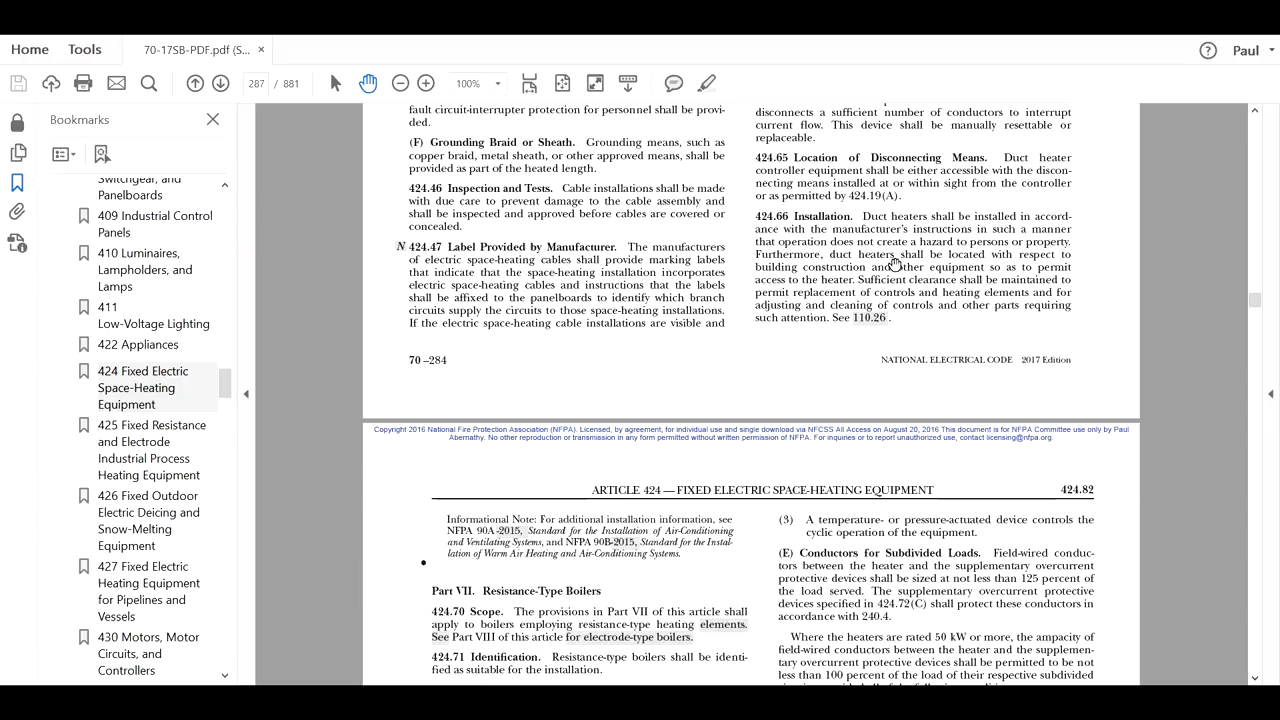 Home
Tools
70-17SB-PDF.pdf (S...
×
Paul
287 / 881
100%
Bookmarks
Switchgear, and
Panelboards
409 Industrial Control
Panels
410 Luminaires,
Lampholders, and
Lamps
411
Low-Voltage Lighting
422 Appliances
424 Fixed Electric
Space-Heating
Equipment
425 Fixed Resistance
and Electrode
Industrial Process
Heating Equipment
426 Fixed Outdoor
Electric Deicing and
Snow-Melting
Equipment
427 Fixed Electric
Heating Equipment
for Pipelines and
Vessels
430 Motors, Motor
Circuits, and
Controllers
fault circuit-interrupter protection for personnel shall be provi-
ded.
(F) Grounding Braid or Sheath. Grounding means, such as
copper braid, metal sheath, or other approved means, shall be
provided as part of the heated length.
424.46 Inspection and Tests. Cable installations shall be made
with due care to prevent damage to the cable assembly and
shall be inspected and approved before cables are covered or
concealed.
N 424.47 Label Provided by Manufacturer. The manufacturers
of electric space-heating cables shall provide marking labels
that indicate that the space-heating installation incorporates
electric space-heating cables and instructions that the labels
shall be affixed to the panelboards to identify which branch
circuits supply the circuits to those space-heating installations.
If the electric space-heating cable installations are visible and
disconnects a sufficient number of conductors to interrupt
current flow. This device shall be manually resettable or
replaceable.
424.65 Location of Disconnecting Means. Duct heater
controller equipment shall be either accessible with the discon-
necting means installed at or within sight from the controller
or as permitted by 424.19(A).
424.66 Installation. Duct heaters shall be installed in accord-
ance with the manufacturer's instructions in such a manner
that operation does not create a hazard to persons or property.
Furthermore, duct heaters shall be located with respect to
building construction and other equipment so as to permit
access to the heater. Sufficient clearance shall be maintained to
permit replacement of controls and heating elements and for
adjusting and cleaning of controls and other parts requiring
such attention. See 110.26 .
70 –284
NATIONAL ELECTRICAL CODE 2017 Edition
Copyright 2016 National Fire Protection Association (NFPA). Licensed, by agreement, for individual use and single download via NFCSS All Access on August 20, 2016 This document is for NFPA Committee use only by Paul
Abernathy. No other reproduction or transmission in any form permitted without written permission of NFPA. For inquiries or to report unauthorized use, contact licensing@nfpa.org.
ARTICLE 424 — FIXED ELECTRIC SPACE-HEATING EQUIPMENT
424.82
Informational Note: For additional installation information, see
NFPA 90A-2015, Standard for the Installation of Air-Conditioning
and Ventilating Systems, and NFPA 90B-2015, Standard for the Instal-
lation of Warm Air Heating and Air-Conditioning Systems.
Part VII. Resistance-Type Boilers
424.70 Scope. The provisions in Part VII of this article shall
apply to boilers employing resistance-type heating elements.
See Part VIII of this article for electrode-type boilers.
424.71 Identification. Resistance-type boilers shall be identi-
fied as suitable for the installation.
(3) A temperature- or pressure-actuated device controls the
cyclic operation of the equipment.
(E) Conductors for Subdivided Loads. Field-wired conduc-
tors between the heater and the supplementary overcurrent
protective devices shall be sized at not less than 125 percent of
the load served. The supplementary overcurrent protective
devices specified in 424.72(C) shall protect these conductors in
accordance with 240.4.
Where the heaters are rated 50 kW or more, the ampacity of
field-wired conductors between the heater and the supplemen-
tary overcurrent protective devices shall be permitted to be not
less than 100 percent of the load of their respective subdivided